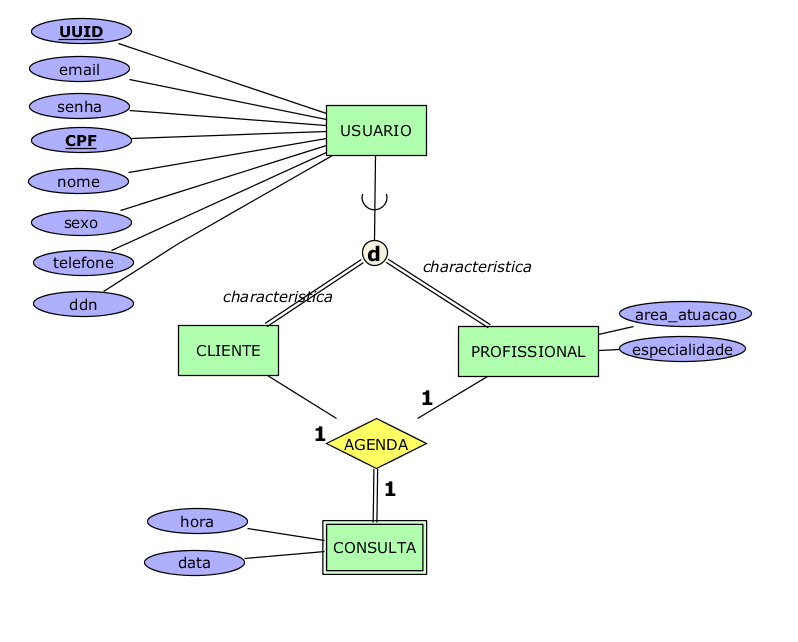 UUID
email
senha
CPF
nome
sexo
telefone
ddn
USUARIO
d
characteristica
characteristica
CLIENTE
PROFISSIONAL
area_atuacao
especialidade
1
1
AGENDA
1
hora
data
CONSULTA